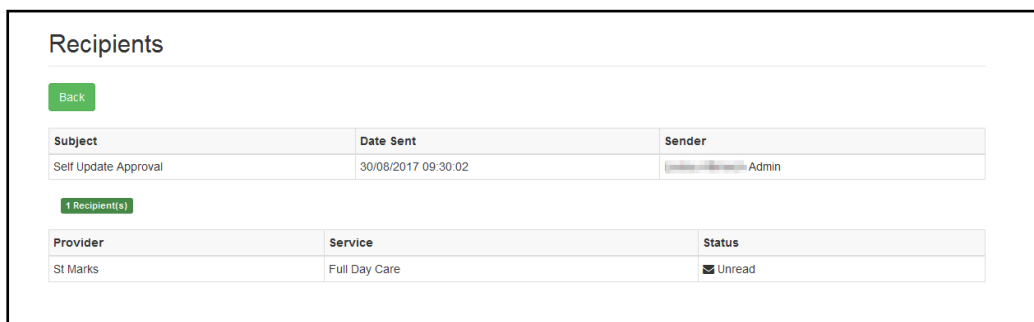 Recipients
Back
Subject Date Sent Sender
Self Update Approval 30/08/2017 09:30:02 Admin
1 Recipient(s)
Provider Service Status
St Marks Full Day Care Unread